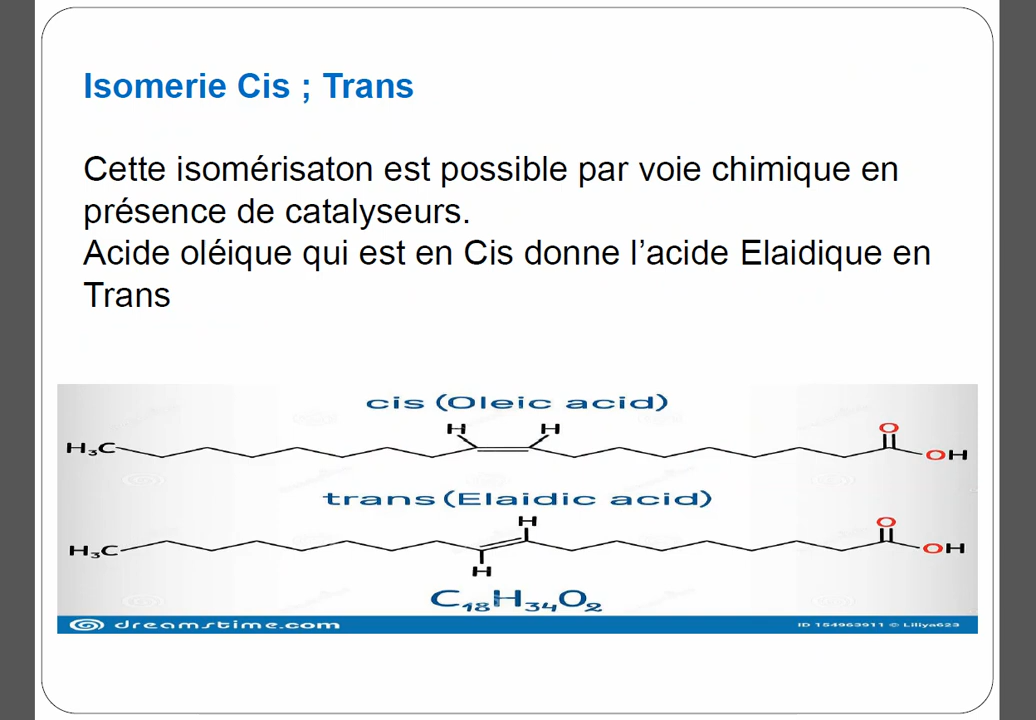 Isomerie Cis ; Trans
Cette isomérisaton est possible par voie chimique en
présence de catalyseurs.
Acide oléique qui est en Cis donne l’acide Elaidique en
Trans
cis (Oleic acid)
H H
H₃C O
OH
trans (Elaidic acid)
H O
H₃C OH
H
C₁₈H₃₄O₂
dreamstime.com ID 154963911 © Liliya623